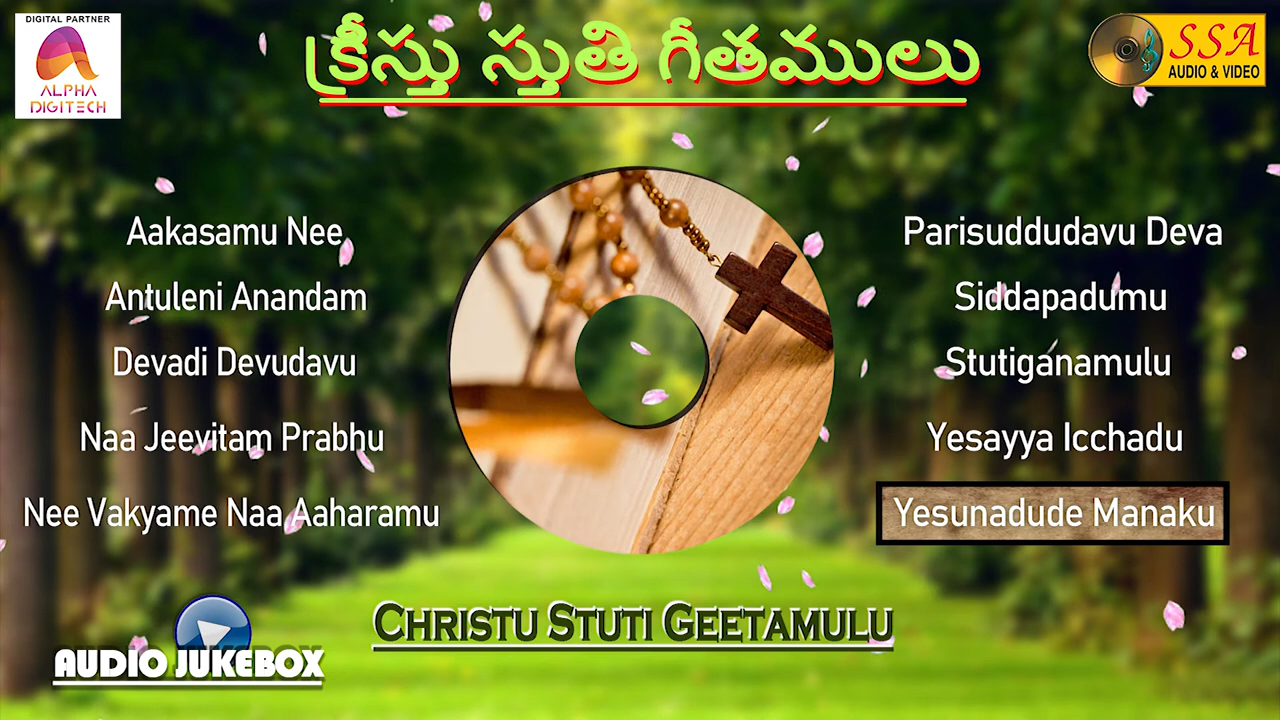 DIGITAL PARTNER
ALPHA
DIGITECH
క్రీస్తు స్తుతి గీతములు
SSA
AUDIO & VIDEO
Aakasamu Nee
Antuleni Anandam
Devadi Devudavu
Naa Jeevitam Prabhu
Nee Vakyame Naa Aaharamu
Parisuddudavu Deva
Siddapadumu
Stutiganamulu
Yesayya Icchadu
Yesunadude Manaku
CHRISTU STUTI GEETAMULU
AUDIO JUKEBOX